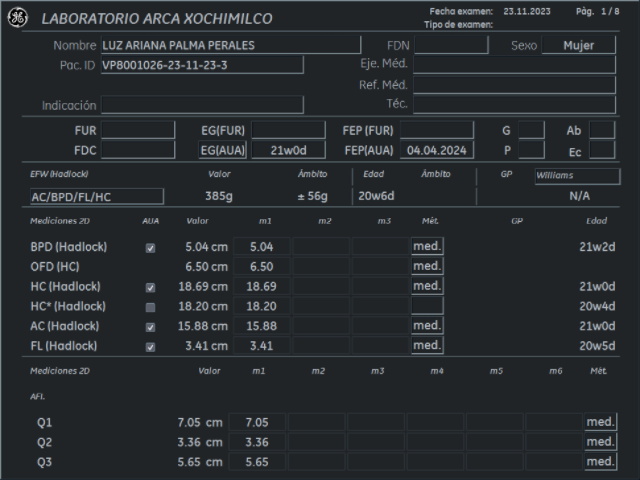 LABORATORIO ARCA XOCHIMILCO
Fecha examen: 23.11.2023 Pàg. 1 / 8
Tipo de examen:
Nombre LUZ ARIANA PALMA PERALES FDN Sexo Mujer
Pac. ID VPB001026-23-11-23-3 Eje. Méd.
Ref. Méd.
Indicación Téc.
FUR EG(FUR) FEP (FUR) G Ab
FDC EG(AUA) 21w0d FEP(AUA) 04.04.2024 P Ec
EFW (Hadlock) Valor Ámbito Edad Ámbito GP Williams
AC/BPD/FL/HC 385g ± 56g 20w6d N/A
Mediciones 2D AUA Valor m1 m2 m3 Mét. GP Edad
BPD (Hadlock) 5.04 cm 5.04 med. 21w2d
OFD (HC) 6.50 cm 6.50 med.
HC (Hadlock) 18.69 cm 18.69 med. 21w0d
HC* (Hadlock) 18.20 cm 18.20 20w4d
AC (Hadlock) 15.88 cm 15.88 med. 21w0d
FL (Hadlock) 3.41 cm 3.41 med. 20w5d
Mediciones 2D Valor m1 m2 m3 m4 m5 m6 Mét.
AFI.
Q1 7.05 cm 7.05 med.
Q2 3.36 cm 3.36 med.
Q3 5.65 cm 5.65 med.